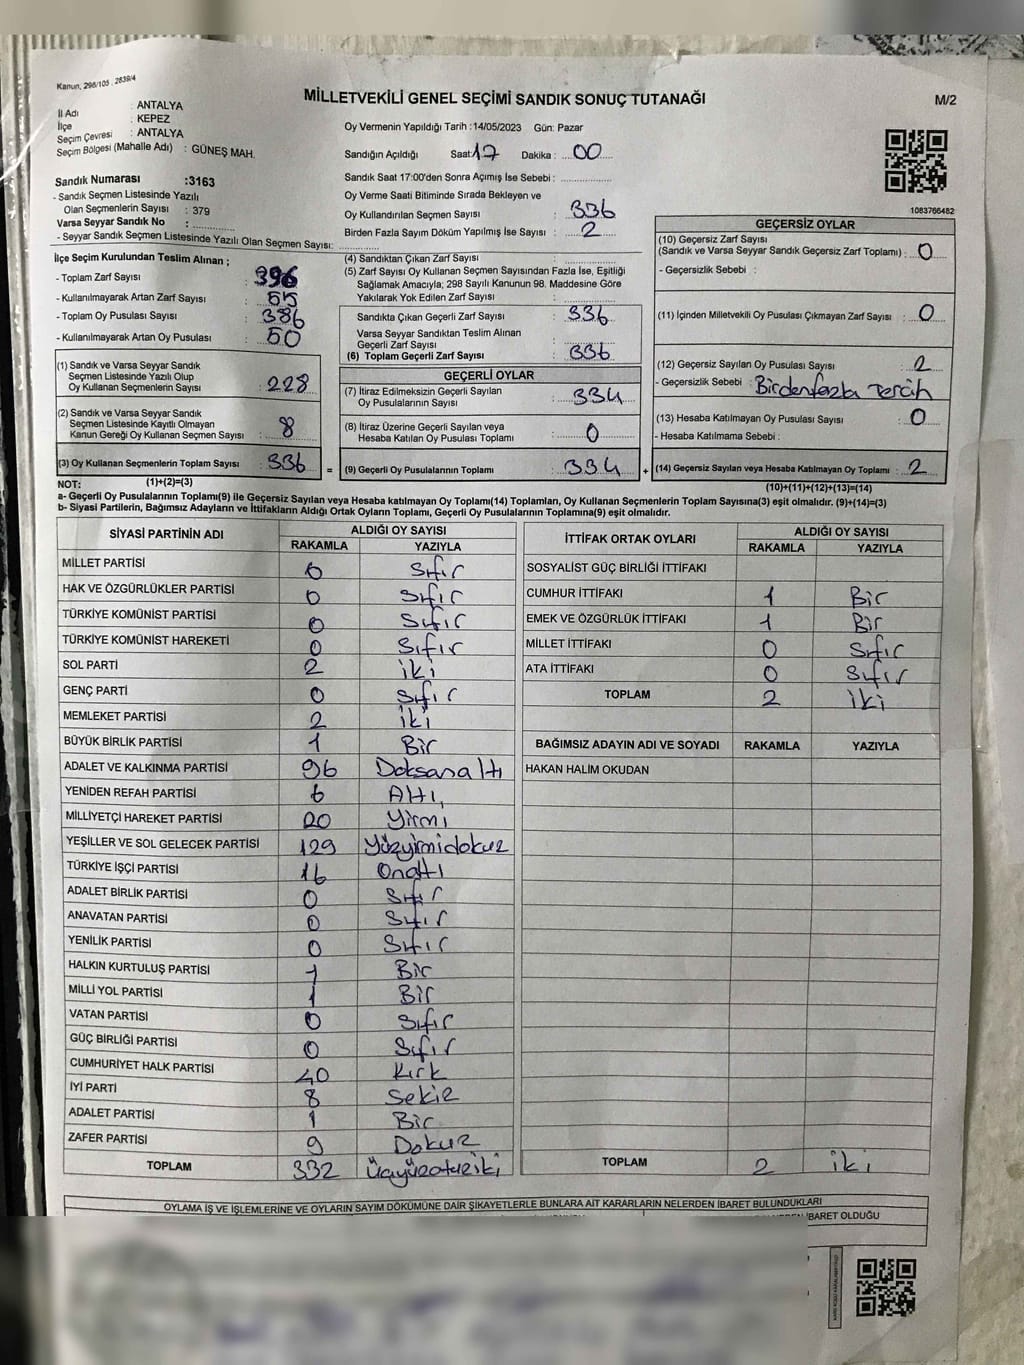 Kanun, 298/105 , 2839/4
MİLLETVEKİLİ GENEL SEÇİMİ SANDIK SONUÇ TUTANAĞI
M/2
İl Adı : ANTALYA
İlçe : KEPEZ
Seçim Çevresi : ANTALYA
Seçim Bölgesi (Mahalle Adı) : GÜNEŞ MAH.
Sandık Numarası :3163
- Sandık Seçmen Listesinde Yazılı
Olan Seçmenlerin Sayısı : 379
Varsa Seyyar Sandık No :
- Seyyar Sandık Seçmen Listesinde Yazılı Olan Seçmen Sayısı:
Oy Vermenin Yapıldığı Tarih :14/05/2023 Gün: Pazar
Sandığın Açıldığı Saat 17 Dakika : 00
Sandık Saat 17:00'den Sonra Açımış İse Sebebi :
Oy Verme Saati Bitiminde Sırada Bekleyen ve
Oy Kullandırılan Seçmen Sayısı : 336
Birden Fazla Sayım Döküm Yapılmış İse Sayısı : 2
1083766482
İlçe Seçim Kurulundan Teslim Alınan ;
- Toplam Zarf Sayısı : 396
- Kullanılmayarak Artan Zarf Sayısı :
- Toplam Oy Pusulası Sayısı : 386
- Kullanılmayarak Artan Oy Pusulası : 50
(1) Sandık ve Varsa Seyyar Sandık
Seçmen Listesinde Yazılı Olup
Oy Kullanan Seçmenlerin Sayısı : 228
(2) Sandık ve Varsa Seyyar Sandık
Seçmen Listesinde Kayıtlı Olmayan
Kanun Gereği Oy Kullanan Seçmen Sayısı : 8
(3) Oy Kullanan Seçmenlerin Toplam Sayısı : 336
(1)+(2)=(3)
(4) Sandıktan Çıkan Zarf Sayısı :
(5) Zarf Sayısı Oy Kullanan Seçmen Sayısından Fazla İse, Eşitliği
Sağlamak Amacıyla; 298 Sayılı Kanunun 98. Maddesine Göre
Yakılarak Yok Edilen Zarf Sayısı :
Sandıkta Çıkan Geçerli Zarf Sayısı : 336
Varsa Seyyar Sandıktan Teslim Alınan
Geçerli Zarf Sayısı :
(6) Toplam Geçerli Zarf Sayısı : 336
GEÇERLİ OYLAR
(7) İtiraz Edilmeksizin Geçerli Sayılan
Oy Pusulalarının Sayısı : 334
(8) İtiraz Üzerine Geçerli Sayılan veya
Hesaba Katılan Oy Pusulası Toplamı : 0
= (9) Geçerli Oy Pusulalarının Toplamı : 334
GEÇERSİZ OYLAR
(10) Geçersiz Zarf Sayısı
(Sandık ve Varsa Seyyar Sandık Geçersiz Zarf Toplamı) : 0
- Geçersizlik Sebebi :
(11) İçinden Milletvekili Oy Pusulası Çıkmayan Zarf Sayısı : 0
(12) Geçersiz Sayılan Oy Pusulası Sayısı : 2
- Geçersizlik Sebebi : Birdenfazla Tercih
(13) Hesaba Katılmayan Oy Pusulası Sayısı : 0
- Hesaba Katılmama Sebebi :
+ (14) Geçersiz Sayılan veya Hesaba Katılmayan Oy Toplamı : 2
(10)+(11)+(12)+(13)=(14)
NOT:
a- Geçerli Oy Pusulalarının Toplamı(9) ile Geçersiz Sayılan veya Hesaba katılmayan Oy Toplam(14) Toplamları, Oy Kullanan Seçmenlerin Toplam Sayısına(3) eşit olmalıdır. (9)+(14)=(3)
b- Siyasi Partilerin, Bağımsız Adayların ve İttifakların Aldığı Ortak Oyların Toplamı, Geçerli Oy Pusulalarının Toplamına(9) eşit olmalıdır.
SİYASİ PARTİNİN ADI ALDIĞI OY SAYISI
RAKAMLA YAZIYLA
MİLLET PARTİSİ 0 Sıfır
HAK VE ÖZGÜRLÜKLER PARTİSİ 0 Sıfır
TÜRKİYE KOMÜNİST PARTİSİ 0 Sıfır
TÜRKİYE KOMÜNİST HAREKETİ 0 Sıfır
SOL PARTİ 2 iki
GENÇ PARTİ 0 Sıfır
MEMLEKET PARTİSİ 2 iki
BÜYÜK BİRLİK PARTİSİ 1 Bir
ADALET VE KALKINMA PARTİSİ 96 Doksanaltı
YENİDEN REFAH PARTİSİ 6 Altı
MİLLİYETÇİ HAREKET PARTİSİ 20 Yirmi
YEŞİLLER VE SOL GELECEK PARTİSİ 129 Yüzyirmidokuz
TÜRKİYE İŞÇİ PARTİSİ 16 Onaltı
ADALET BİRLİK PARTİSİ 0 Sıfır
ANAVATAN PARTİSİ 0 Sıfır
YENİLİK PARTİSİ 0 Sıfır
HALKIN KURTULUŞ PARTİSİ 1 Bir
MİLLİ YOL PARTİSİ 1 Bir
VATAN PARTİSİ 0 Sıfır
GÜÇ BİRLİĞİ PARTİSİ 0 Sıfır
CUMHURİYET HALK PARTİSİ 40 Kırk
İYİ PARTİ 8 Sekiz
ADALET PARTİSİ 1 Bir
ZAFER PARTİSİ 9 Dokuz
TOPLAM 332 Üçyüzotuziki
İTTİFAK ORTAK OYLARI ALDIĞI OY SAYISI
RAKAMLA YAZIYLA
SOSYALİST GÜÇ BİRLİĞİ İTTİFAKI
CUMHUR İTTİFAKI 1 Bir
EMEK VE ÖZGÜRLÜK İTTİFAKI 1 Bir
MİLLET İTTİFAKI 0 Sıfır
ATA İTTİFAKI 0 Sıfır
TOPLAM 2 iki
BAĞIMSIZ ADAYIN ADI VE SOYADI RAKAMLA YAZIYLA
HAKAN HALİM OKUDAN
TOPLAM 2 iki
OYLAMA İŞ VE İŞLEMLERİNE VE OYLARIN SAYIM DÖKÜMÜNE DAİR ŞİKAYETLERLE BUNLARA AİT KARARLARIN NELERDEN İBARET BULUNDUKLARI
İBARET OLDUĞU